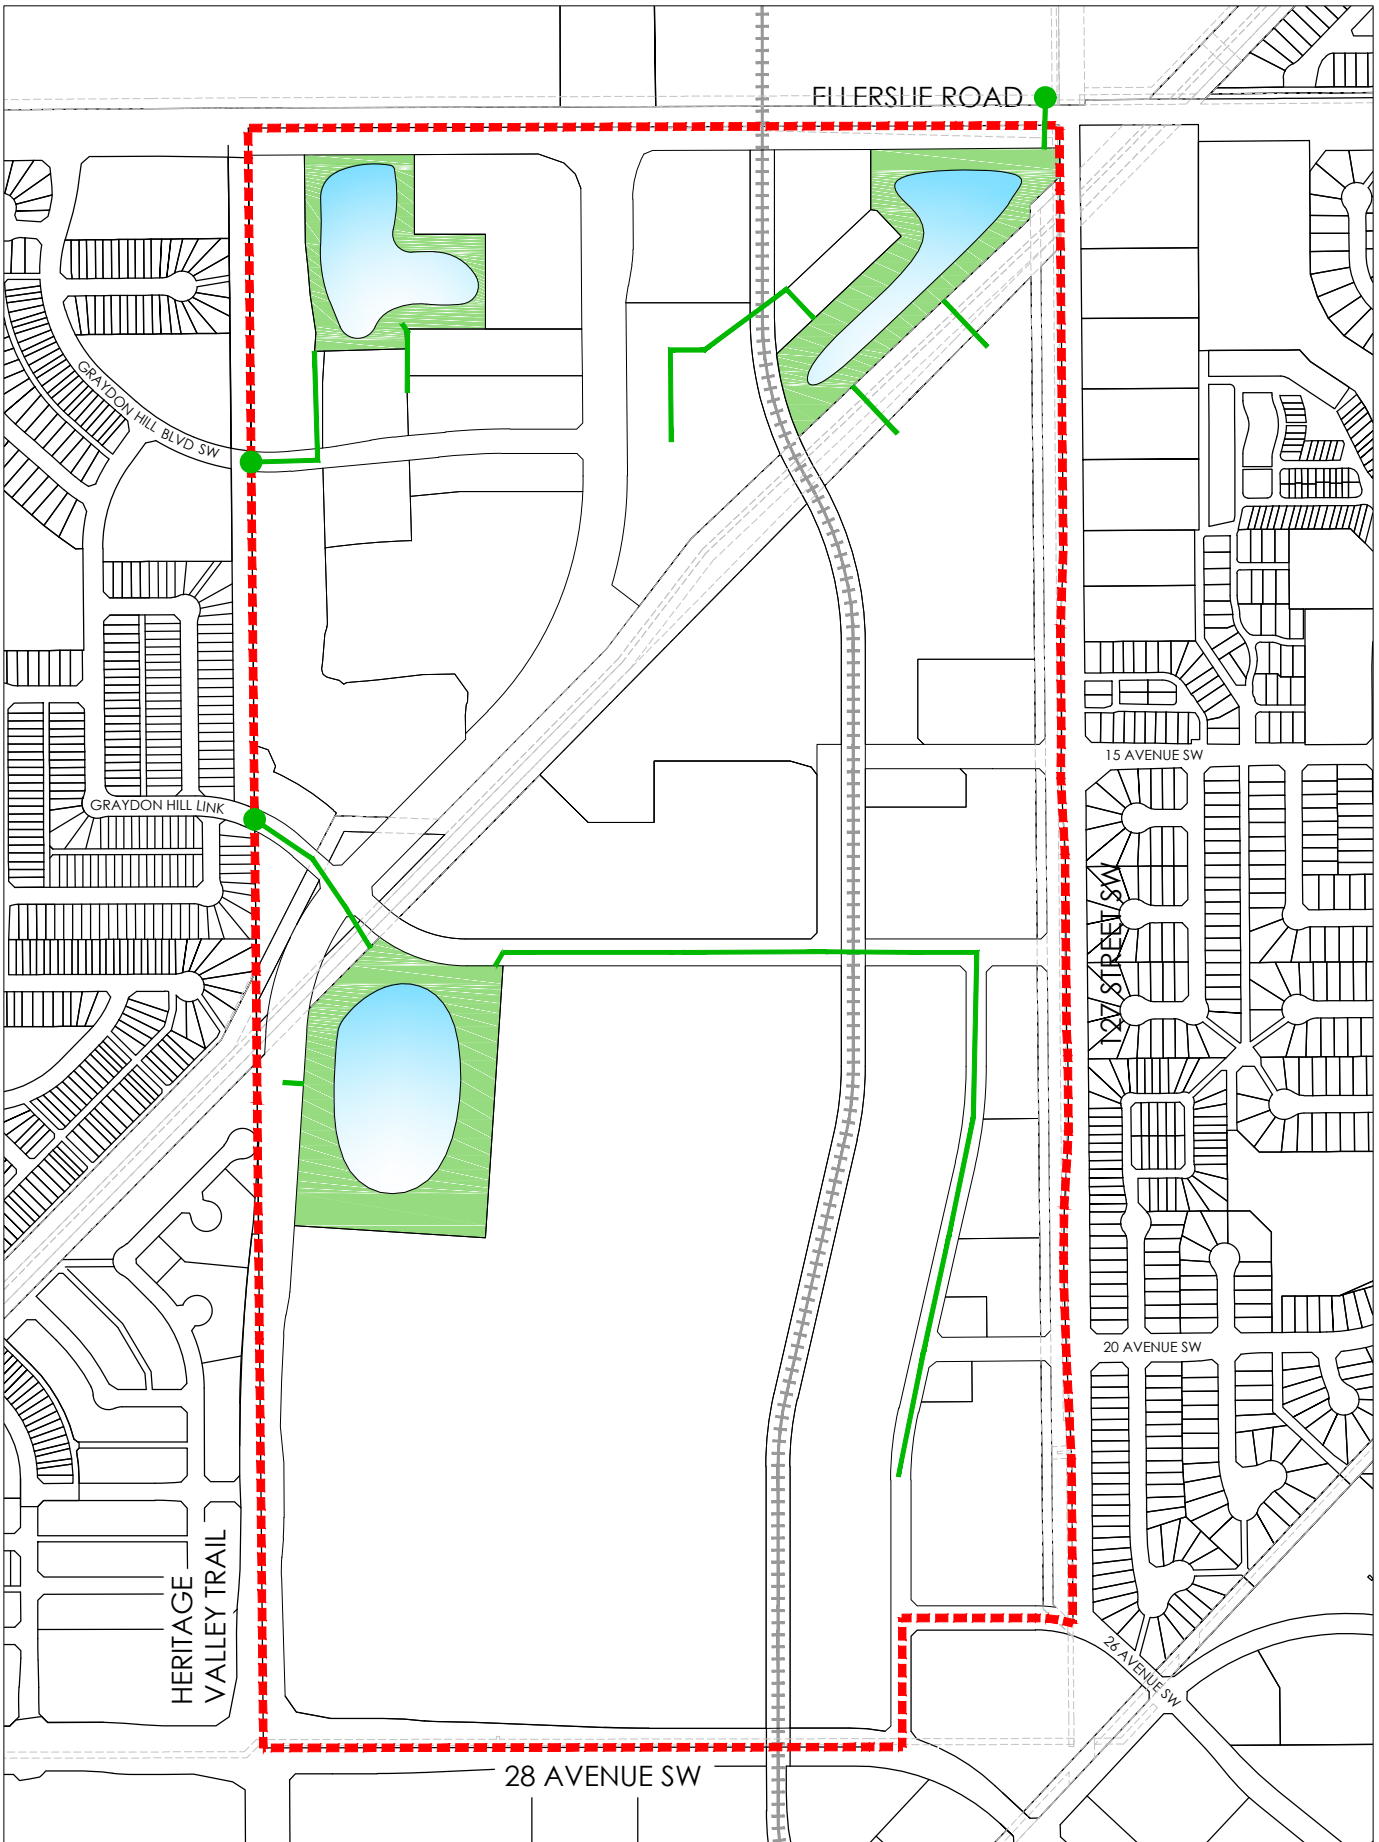 ELLERSLIE ROAD
GRAYDON HILL BLVD SW
15 AVENUE SW
GRAYDON HILL LINK
127 STREET SW
20 AVENUE SW
HERITAGE
VALLEY TRAIL
26 AVENUE SW
28 AVENUE SW